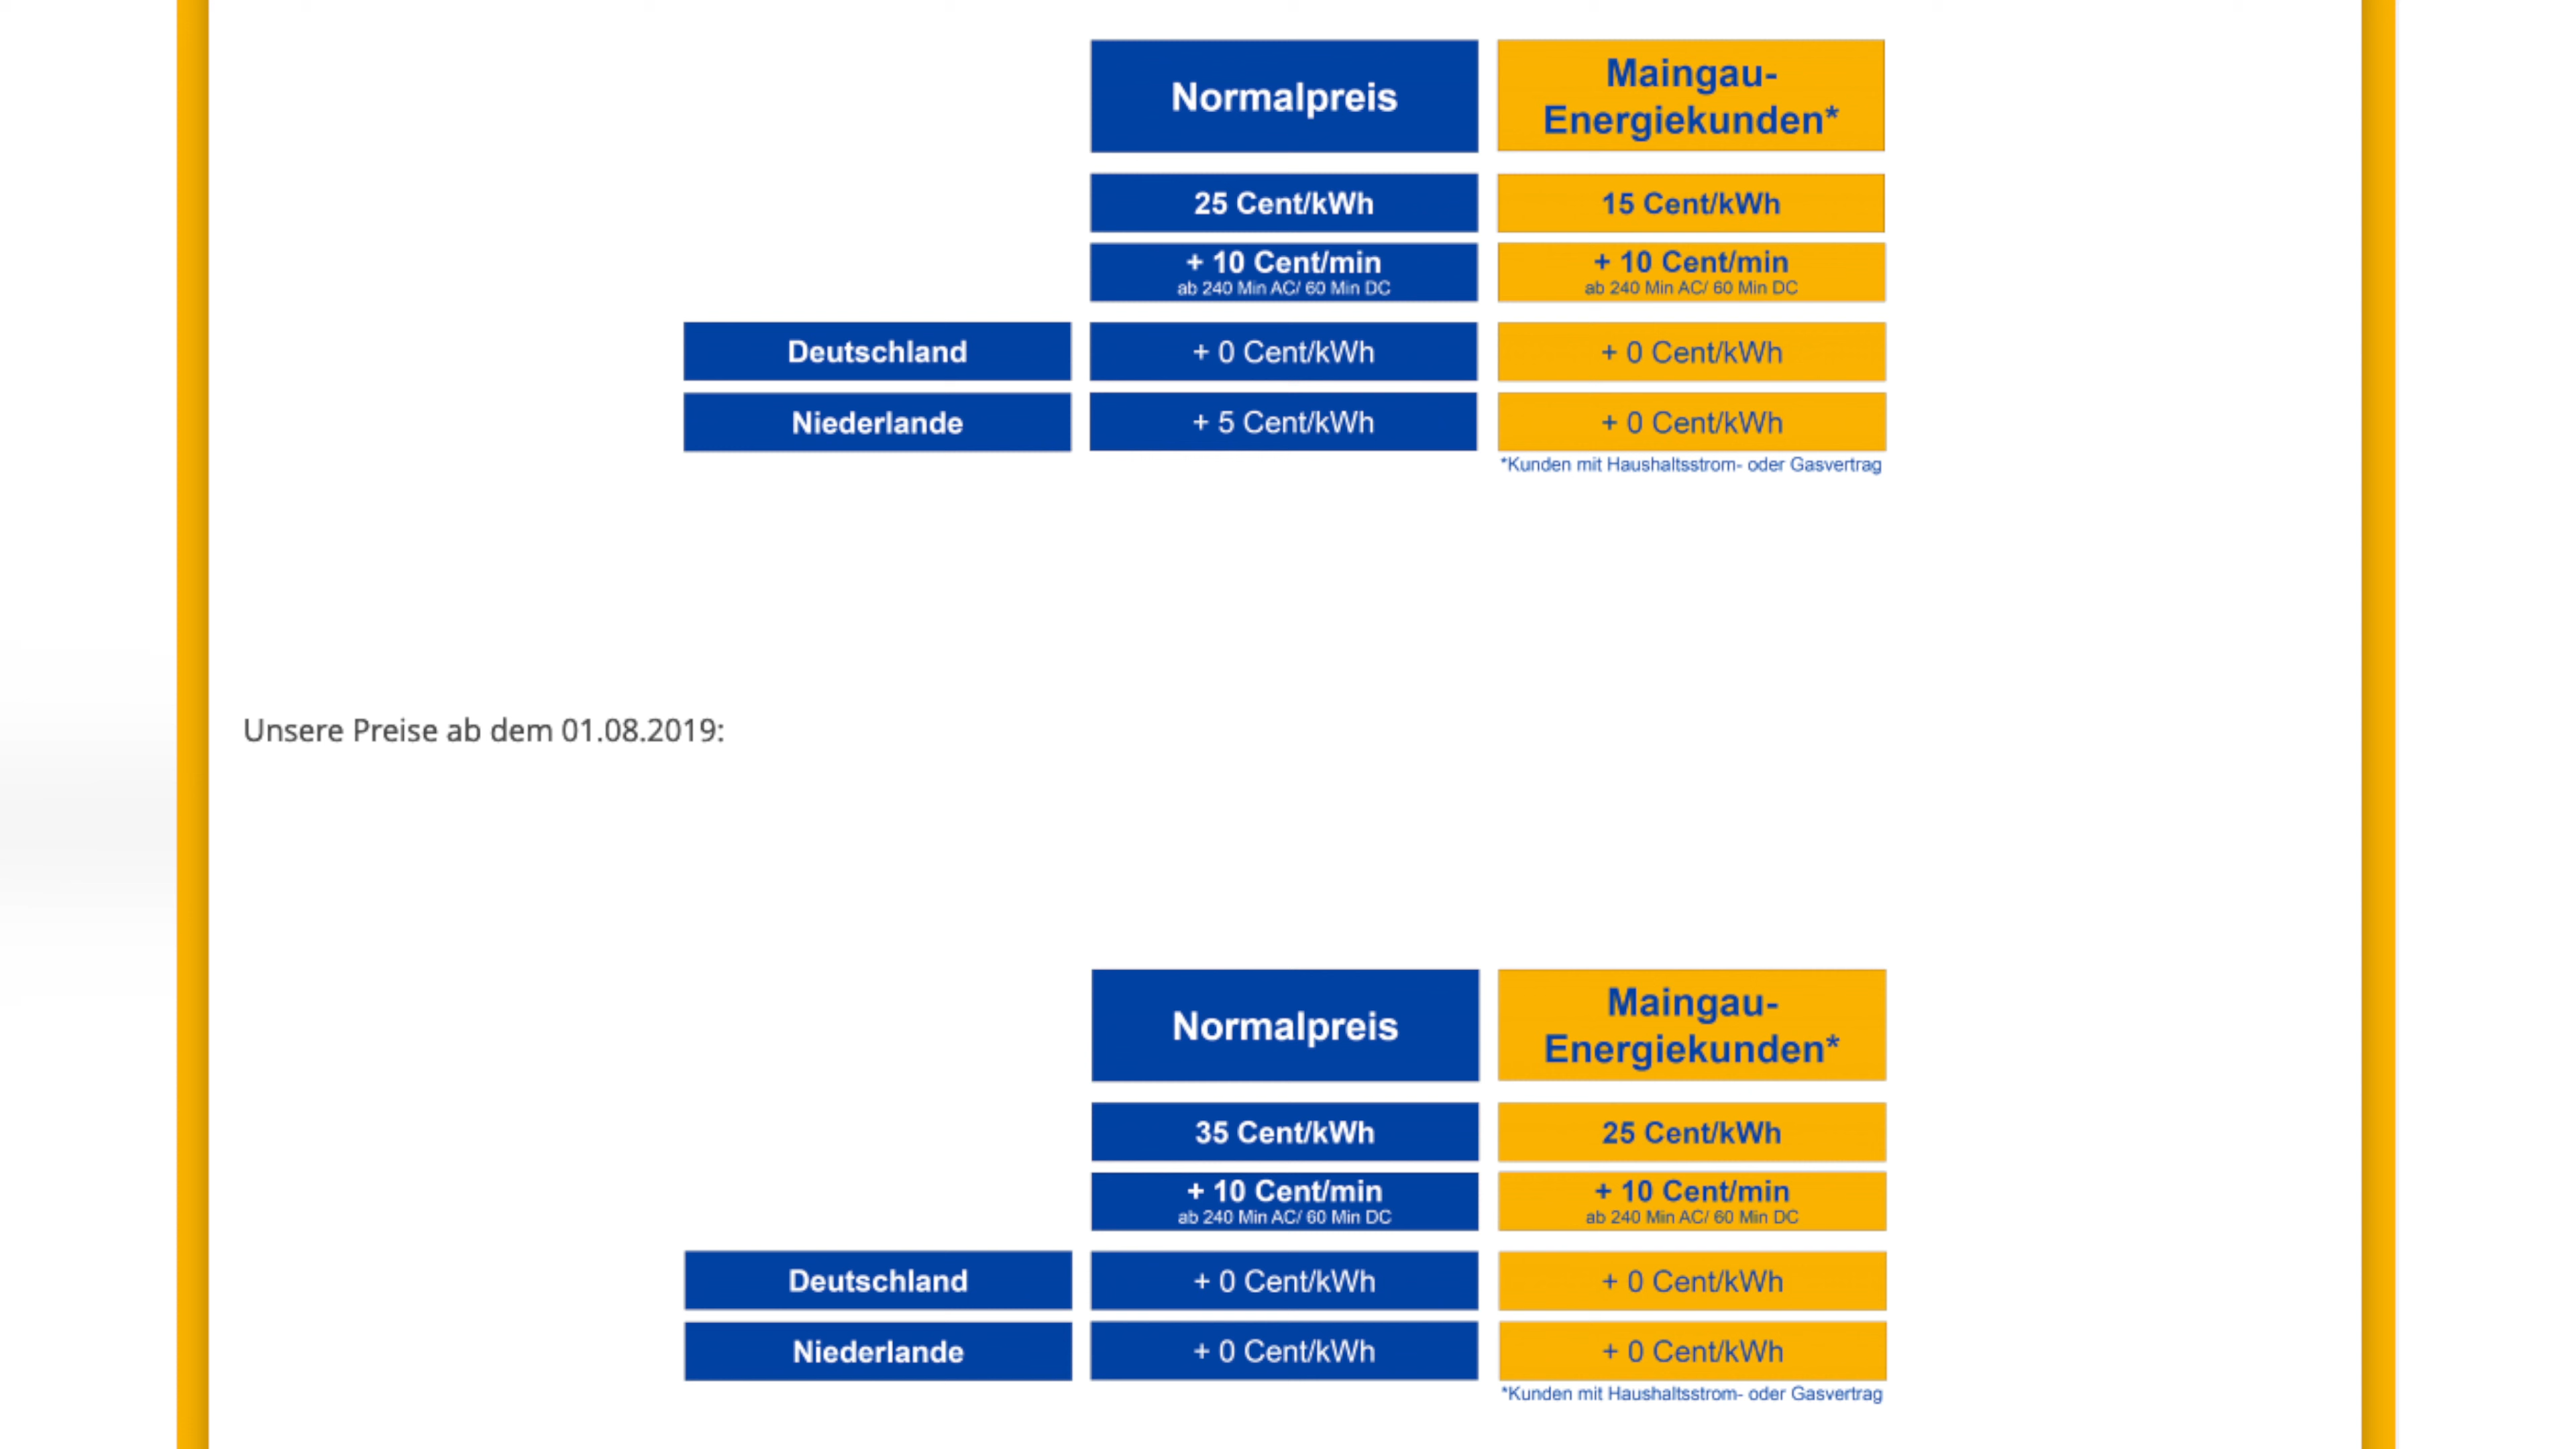 Normalpreis
Maingau-
Energiekunden*
25 Cent/kWh
15 Cent/kWh
+ 10 Cent/min
ab 240 Min AC/ 60 Min DC
+ 10 Cent/min
ab 240 Min AC/ 60 Min DC
Deutschland
+ 0 Cent/kWh
+ 0 Cent/kWh
Niederlande
+ 5 Cent/kWh
+ 0 Cent/kWh
*Kunden mit Haushaltsstrom- oder Gasvertrag
Unsere Preise ab dem 01.08.2019:
Normalpreis
Maingau-
Energiekunden*
35 Cent/kWh
25 Cent/kWh
+ 10 Cent/min
ab 240 Min AC/ 60 Min DC
+ 10 Cent/min
ab 240 Min AC/ 60 Min DC
Deutschland
+ 0 Cent/kWh
+ 0 Cent/kWh
Niederlande
+ 0 Cent/kWh
+ 0 Cent/kWh
*Kunden mit Haushaltsstrom- oder Gasvertrag